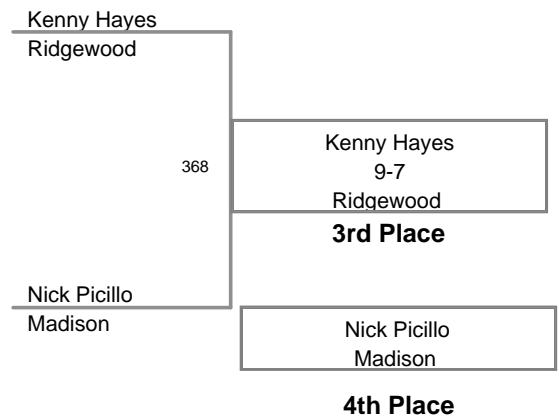 Kenny Hayes
Ridgewood
368
Kenny Hayes
9-7
Ridgewood
3rd Place
Nick Picillo
Madison
Nick Picillo
Madison
4th Place